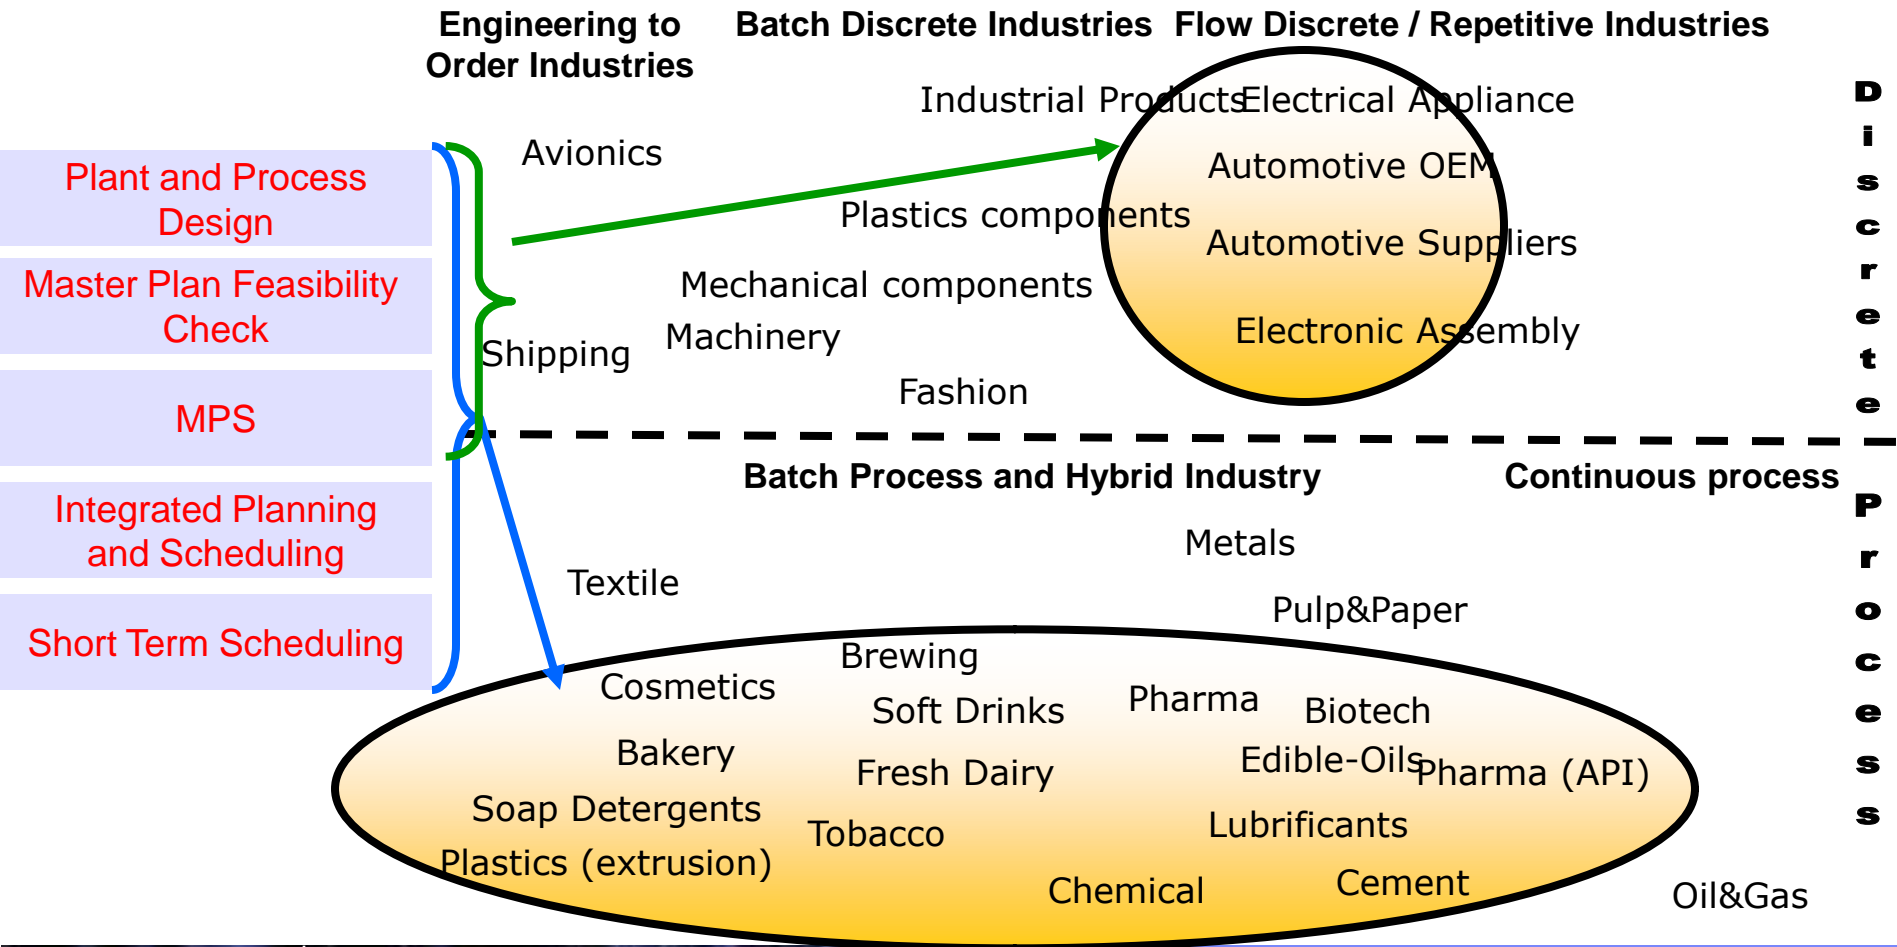 Engineering to
Order Industries
Batch Discrete Industries
Flow Discrete / Repetitive Industries
Industrial Products
Electrical Appliance
Avionics
Automotive OEM
Plastics components
Automotive Suppliers
Mechanical components
Machinery
Electronic Assembly
Shipping
Fashion
Discrete
Plant and Process
Design
Master Plan Feasibility
Check
MPS
Integrated Planning
and Scheduling
Short Term Scheduling
Batch Process and Hybrid Industry
Continuous process
Metals
Textile
Pulp&Paper
Brewing
Cosmetics
Soft Drinks
Pharma
Biotech
Bakery
Fresh Dairy
Edible-Oils
Pharma (API)
Soap Detergents
Tobacco
Lubrificants
Plastics (extrusion)
Chemical
Cement
Oil&Gas
Process